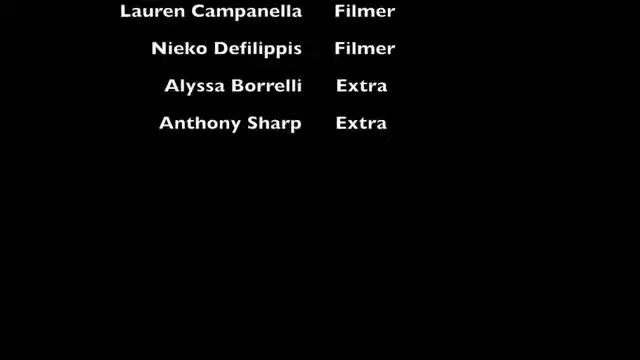 Lauren Campanella Filmer
Nieko Defilippis Filmer
Alyssa Borrelli Extra
Anthony Sharp Extra